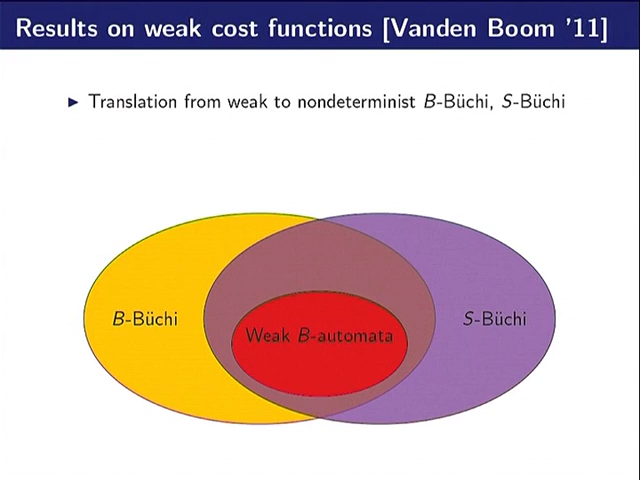 Results on weak cost functions [Vanden Boom '11]
► Translation from weak to nondeterminist B-Büchi, S-Büchi
B-Büchi
S-Büchi
Weak B-automata